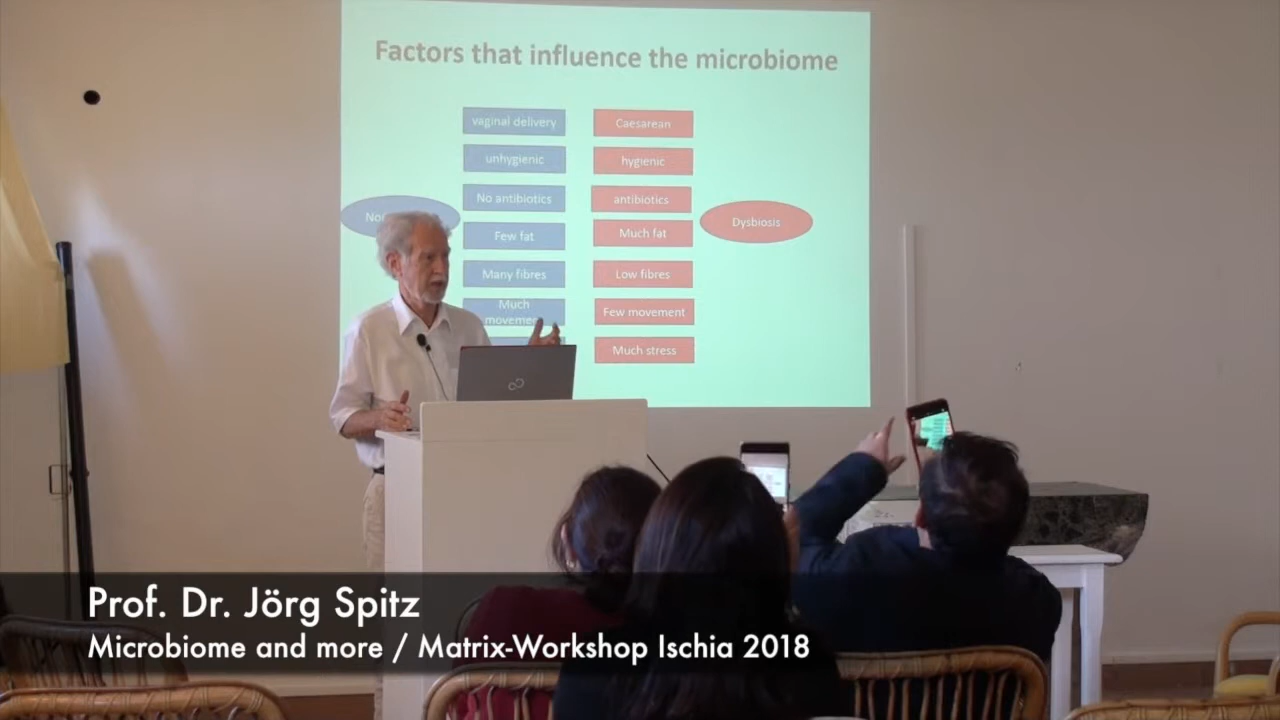 Factors that influence the microbiome
vaginal delivery
Caesarean
unhygienic
hygienic
No antibiotics
antibiotics
Few fat
Much fat
Dysbiosis
Many fibres
Low fibres
Much
Few movement
Much stress
Prof. Dr. Jörg Spitz
Microbiome and more / Matrix-Workshop Ischia 2018